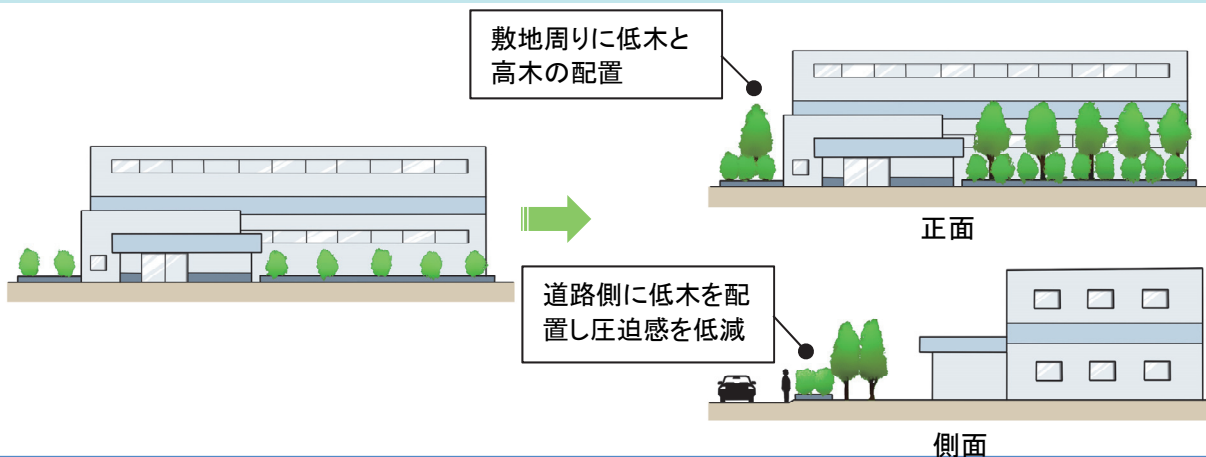 敷地周りに低木と
高木の配置
正面
道路側に低木を配
置し圧迫感を低減
側面